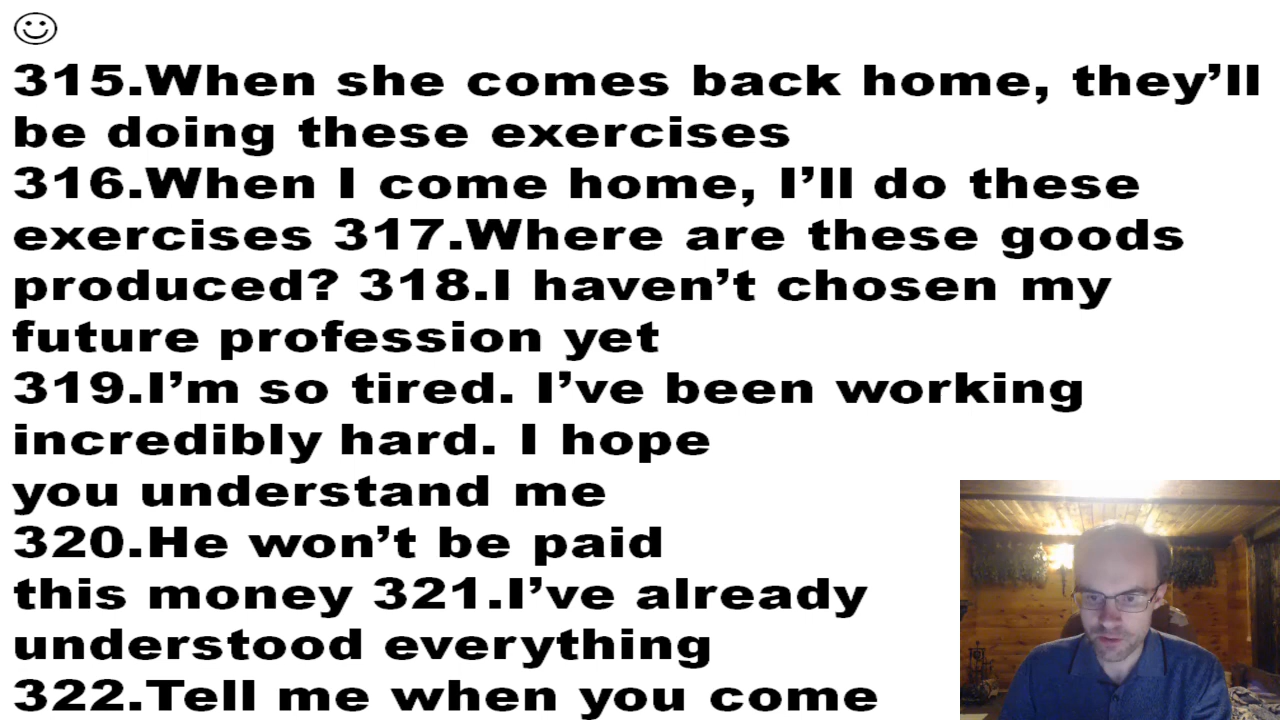 315.When she comes back home, they’ll
be doing these exercises
316.When I come home, I’ll do these
exercises 317.Where are these goods
produced? 318.I haven’t chosen my
future profession yet
319.I’m so tired. I’ve been working
incredibly hard. I hope
you understand me
320.He won’t be paid
this money 321.I’ve already
understood everything
322.Tell me when you come